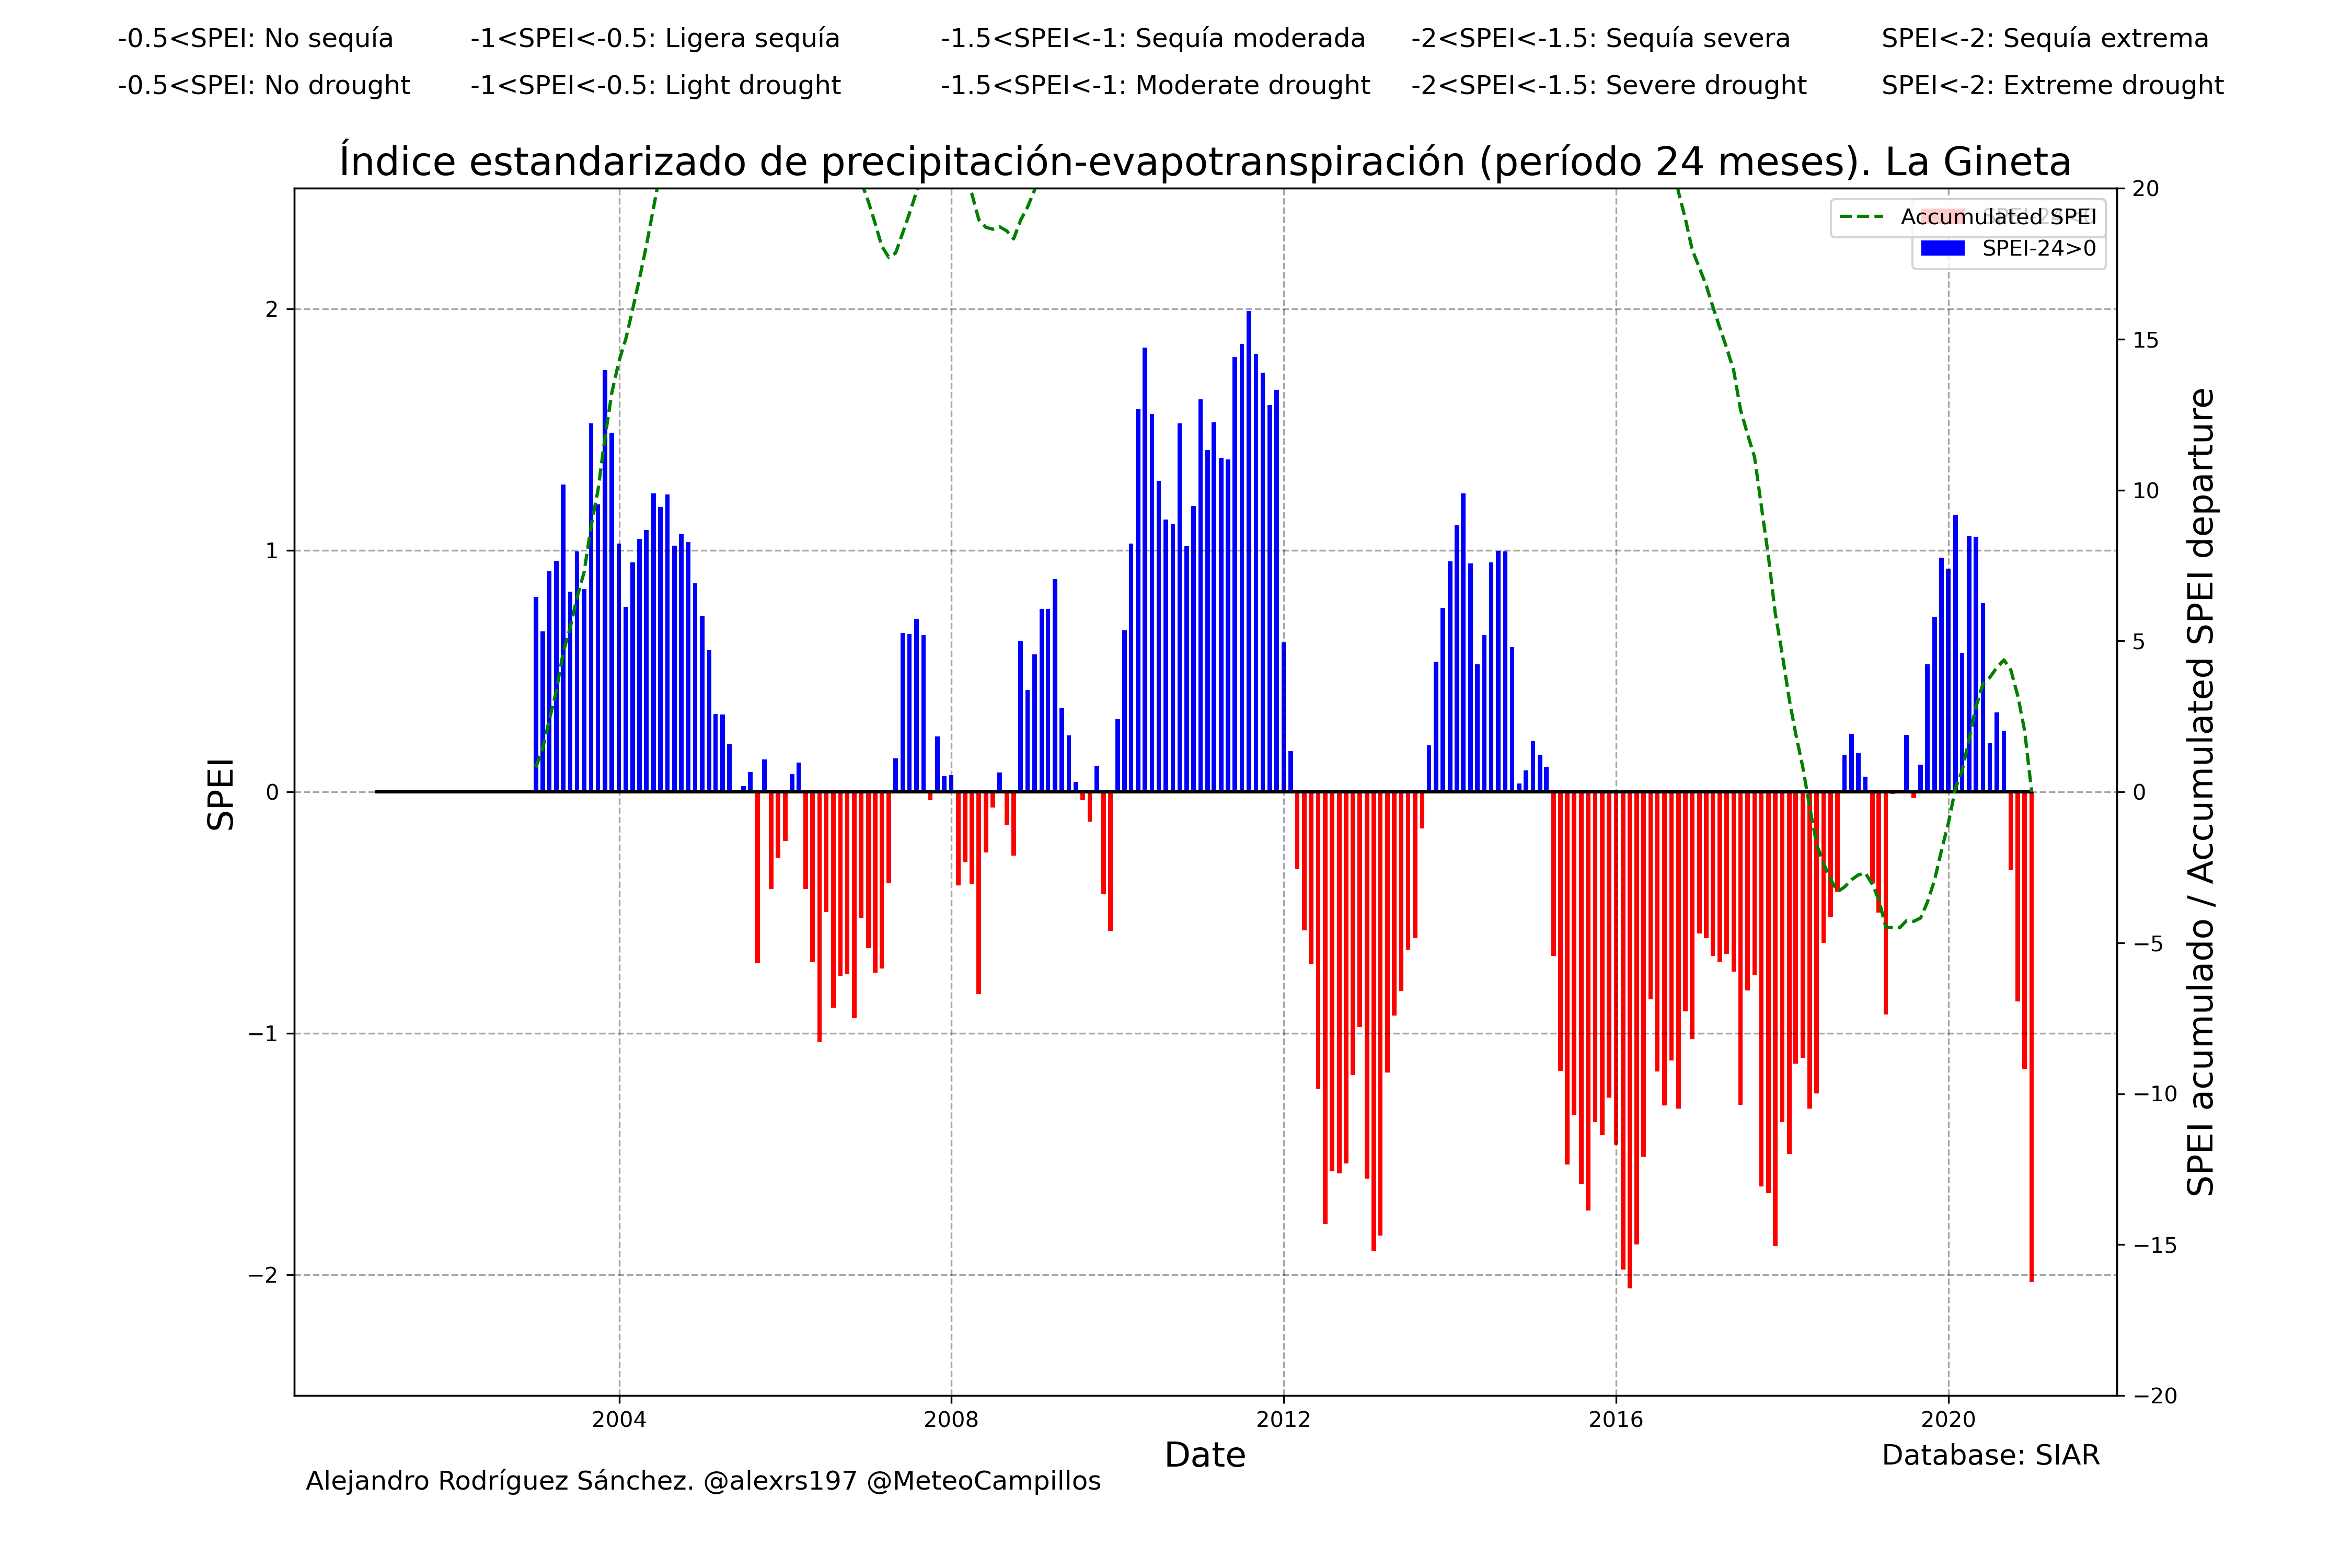 -0.5<SPEI: No sequía -1<SPEI<-0.5: Ligera sequía -1.5<SPEI<-1: Sequía moderada -2<SPEI<-1.5: Sequía severa SPEI<-2: Sequía extrema
-0.5<SPEI: No drought -1<SPEI<-0.5: Light drought -1.5<SPEI<-1: Moderate drought -2<SPEI<-1.5: Severe drought SPEI<-2: Extreme drought
Índice estandarizado de precipitación-evapotranspiración (período 24 meses). La Gineta
Accumulated SPEI
SPEI-24>0
SPEI
2
1
0
−1
−2
20
15
10
5
0
−5
−10
−15
−20
SPEI acumulado / Accumulated SPEI departure
2004 2008 2012 2016 2020
Date
Database: SIAR
Alejandro Rodríguez Sánchez. @alexrs197 @MeteoCampillos